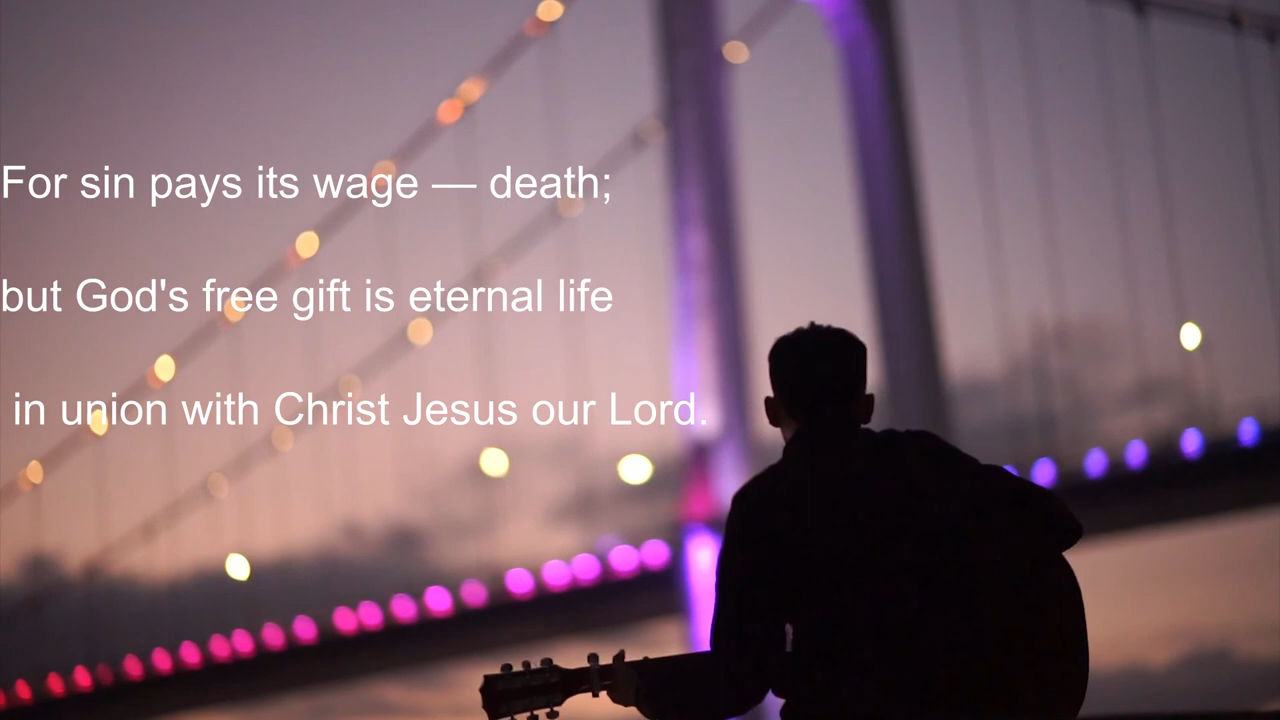 For sin pays its wage — death;
but God's free gift is eternal life
in union with Christ Jesus our Lord.